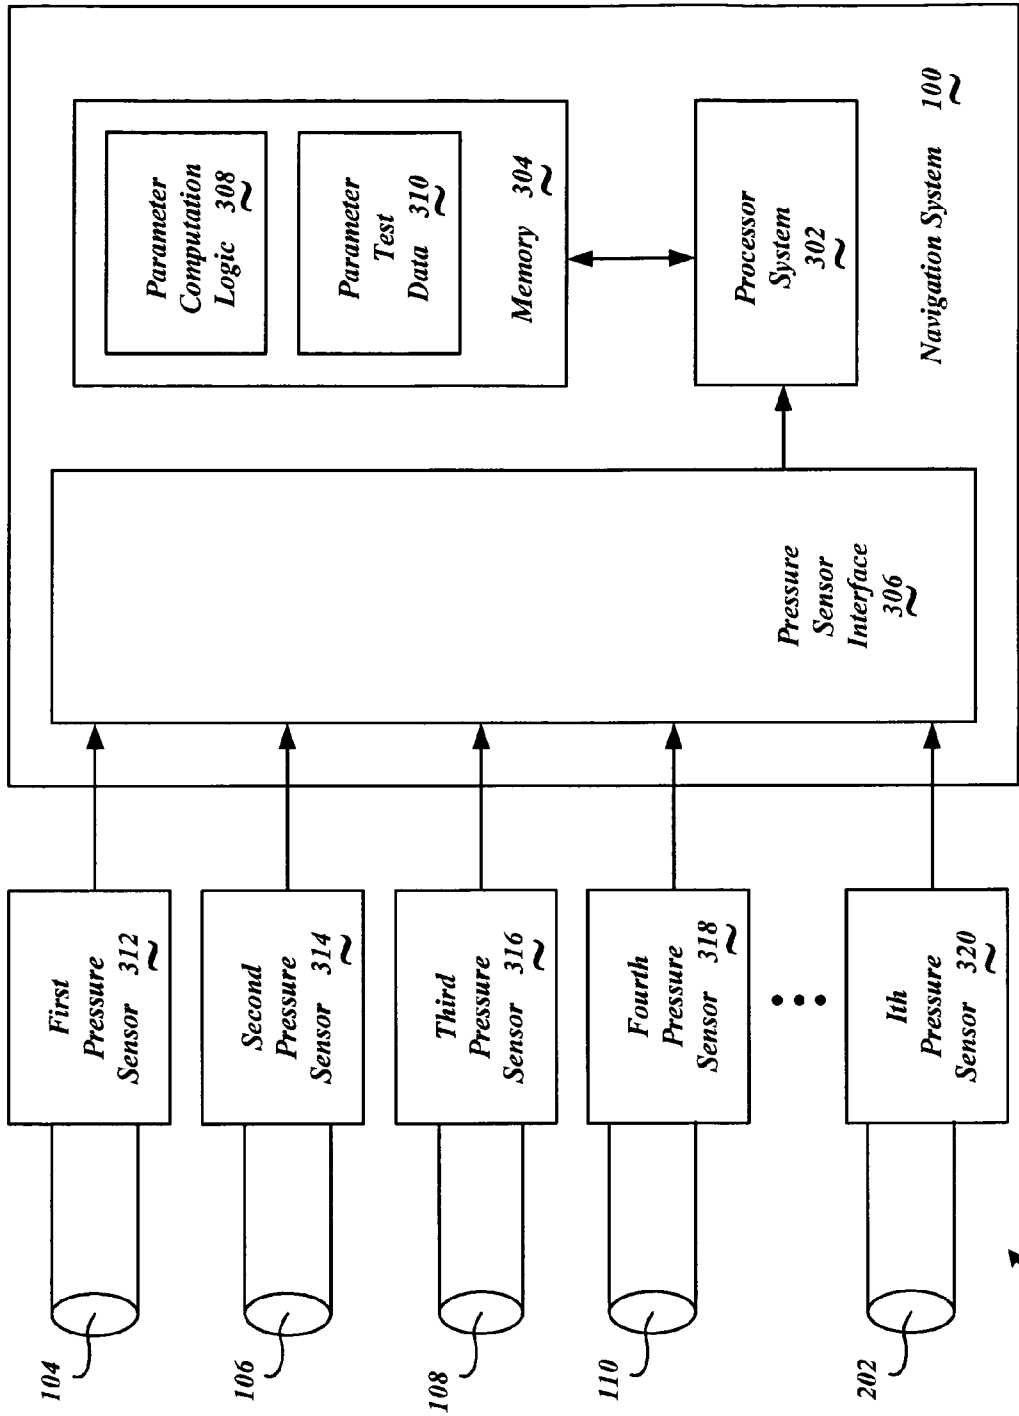 104
106
108
110
202
First
Pressure
Sensor 312
Second
Pressure
Sensor 314
Third
Pressure
Sensor 316
Fourth
Pressure
Sensor 318
Ith
Pressure
Sensor 320
Pressure
Sensor
Interface
306
Parameter
Computation
Logic 308
Parameter
Test
Data 310
Memory 304
Processor
System
302
Navigation System 100